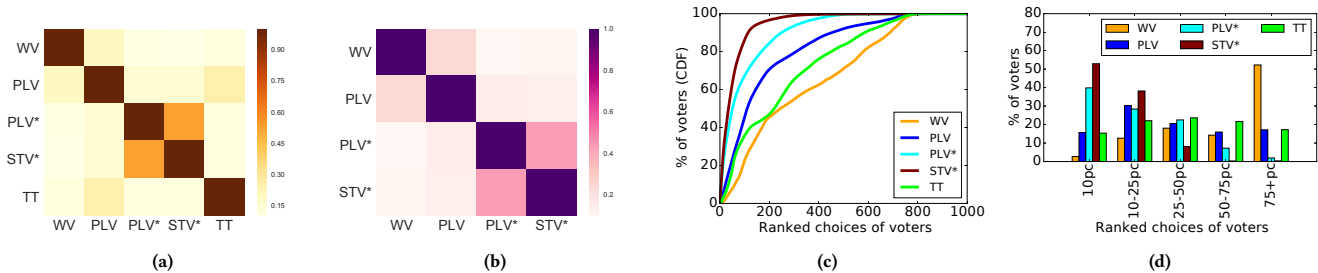 WV
PLV
PLV*
STV*
TT
WV PLV PLV* STV* TT
0.90
0.75
0.60
0.45
0.30
0.15
(a)
WV
PLV
PLV*
STV*
WV PLV PLV* STV*
1.0
0.8
0.6
0.4
0.2
(b)
% of voters (CDF)
100
80
60
40
20
0
WV
PLV
PLV*
STV*
TT
0 200 400 600 800 1000
Ranked choices of voters
(c)
% of voters
80
70
60
50
40
30
20
10
0
WV PLV* TT
PLV STV*
10pc
10-25pc
25-50pc
50-75pc
75+pc
Ranked choices of voters
(d)